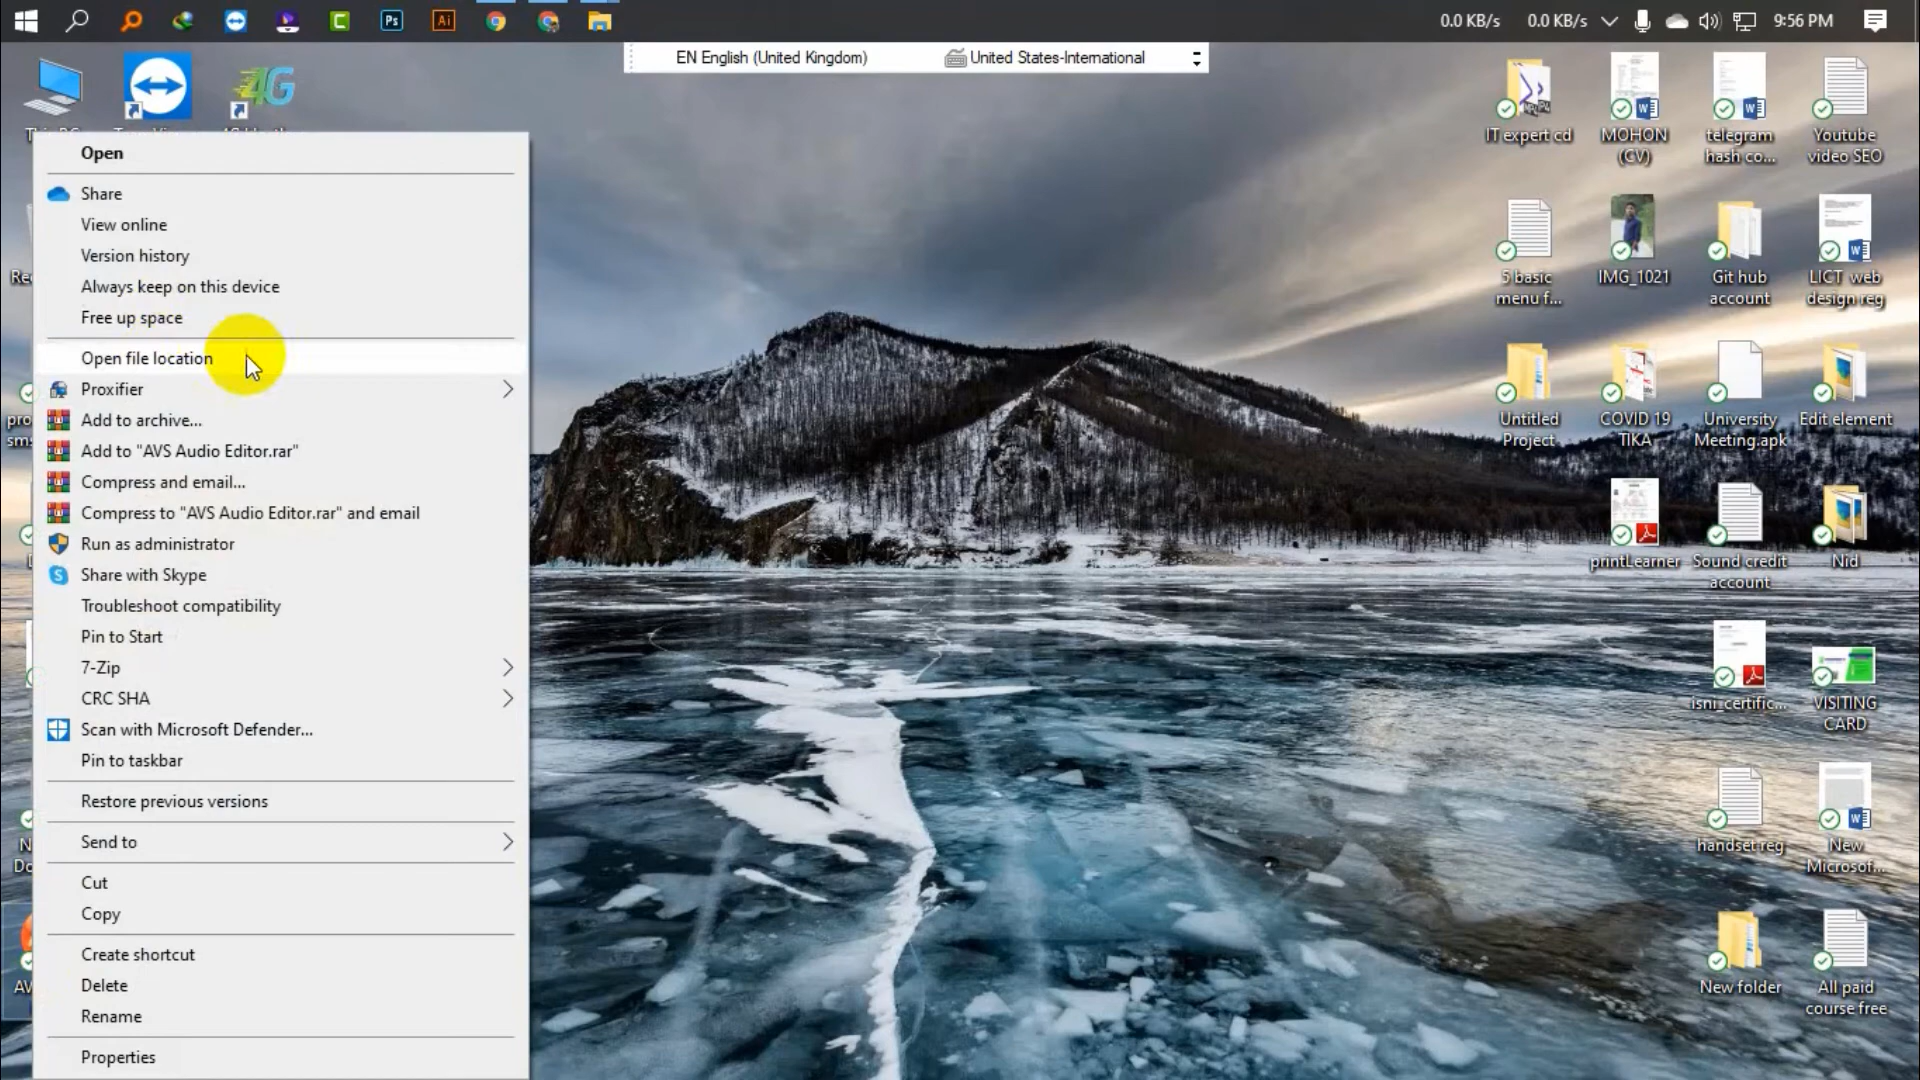 0.0 KB/s
0.0 KB/s
9:56 PM
EN English (United Kingdom)
United States-International
Open
Share
View online
Version history
Always keep on this device
Free up space
Open file location
Proxifier
Add to archive...
Add to "AVS Audio Editor.rar"
Compress and email...
Compress to "AVS Audio Editor.rar" and email
Run as administrator
Share with Skype
Troubleshoot compatibility
Pin to Start
7-Zip
CRC SHA
Scan with Microsoft Defender...
Pin to taskbar
Restore previous versions
Send to
Cut
Copy
Create shortcut
Delete
Rename
Properties
Ps
Ai
4G
IT expert cd
MOHON
(CV)
telegram
hash co...
Youtube
video SEO
5 basic
menu f...
IMG_1021
Git hub
account
LICT web
design reg
Untitled
Project
COVID 19
TIKA
University
Meeting.apk
Edit element
printLearner
Sound credit
account
Nid
isni_certific...
VISITING
CARD
handset reg
New
Microsof...
New folder
All paid
course free